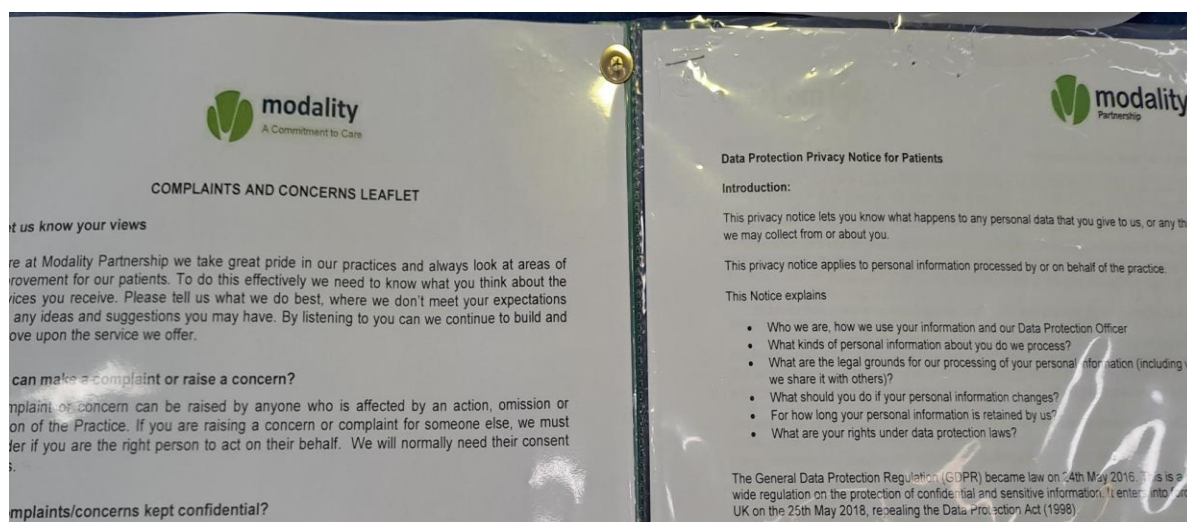 modality
A Commitment to Care
COMPLAINTS AND CONCERNS LEAFLET
t us know your views
re at Modality Partnership we take great pride in our practices and always look at areas of
rovement for our patients. To do this effectively we need to know what you think about the
vices you receive. Please tell us what we do best, where we don't meet your expectations
any ideas and suggestions you may have. By listening to you can we continue to build and
ove upon the service we offer.
can make a complaint or raise a concern?
mplaint or concern can be raised by anyone who is affected by an action, omission or
on of the Practice. If you are raising a concern or complaint for someone else, we must
der if you are the right person to act on their behalf. We will normally need their consent
s.
mplaints/concerns kept confidential?
modality
Partnership
Data Protection Privacy Notice for Patients
Introduction:
This privacy notice lets you know what happens to any personal data that you give to us, or any th
we may collect from or about you.
This privacy notice applies to personal information processed by or on behalf of the practice.
This Notice explains
• Who we are, how we use your information and our Data Protection Officer
• What kinds of personal information about you do we process?
• What are the legal grounds for our processing of your personal information (including
we share it with others)?
• What should you do if your personal information changes?
• For how long your personal information is retained by us?
• What are your rights under data protection laws?
The General Data Protection Regulation (GDPR) became law on 24th May 2016. This is a
wide regulation on the protection of confidential and sensitive information. It enters into
UK on the 25th May 2018, repealing the Data Protection Act (1998)